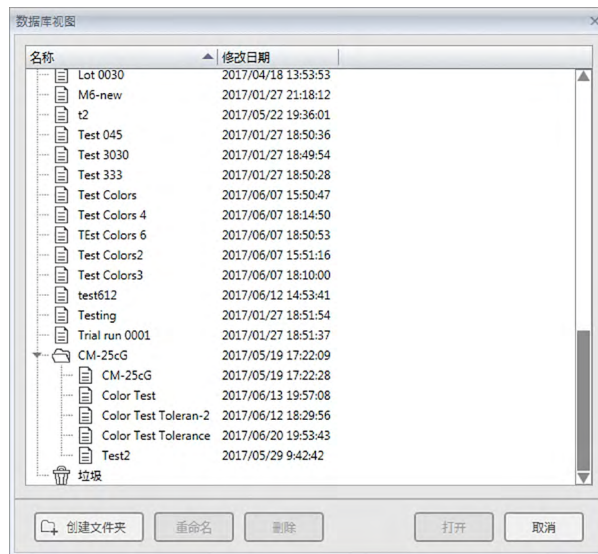 数据库视图
名称 修改日期
Lot 0030 2017/04/18 13:53:53
M6-new 2017/01/27 21:18:12
t2 2017/05/22 19:36:01
Test 045 2017/01/27 18:50:36
Test 3030 2017/01/27 18:49:54
Test 333 2017/01/27 18:50:28
Test Colors 2017/06/07 15:50:47
Test Colors 4 2017/06/07 18:14:50
TEst Colors 6 2017/06/07 18:50:53
Test Colors2 2017/06/07 15:51:16
Test Colors3 2017/06/07 18:10:00
test612 2017/06/12 14:53:41
Testing 2017/01/27 18:51:54
Trial run 0001 2017/01/27 18:51:37
CM-25cG 2017/05/19 17:22:09
CM-25cG 2017/05/19 17:22:28
Color Test 2017/06/13 19:57:08
Color Test Toleran-2 2017/06/12 18:29:56
Color Test Tolerance 2017/06/20 19:53:43
Test2 2017/05/29 9:42:42
垃圾
创建文件夹 重命名 删除 打开 取消